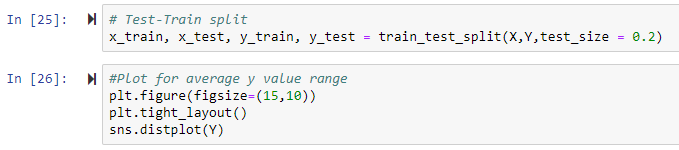 In [25]: # Test-Train split
x_train, x_test, y_train, y_test = train_test_split(X,Y,test_size = 0.2)
In [26]: #Plot for average y value range
plt.figure(figsize=(15,10))
plt.tight_layout()
sns.distplot(Y)